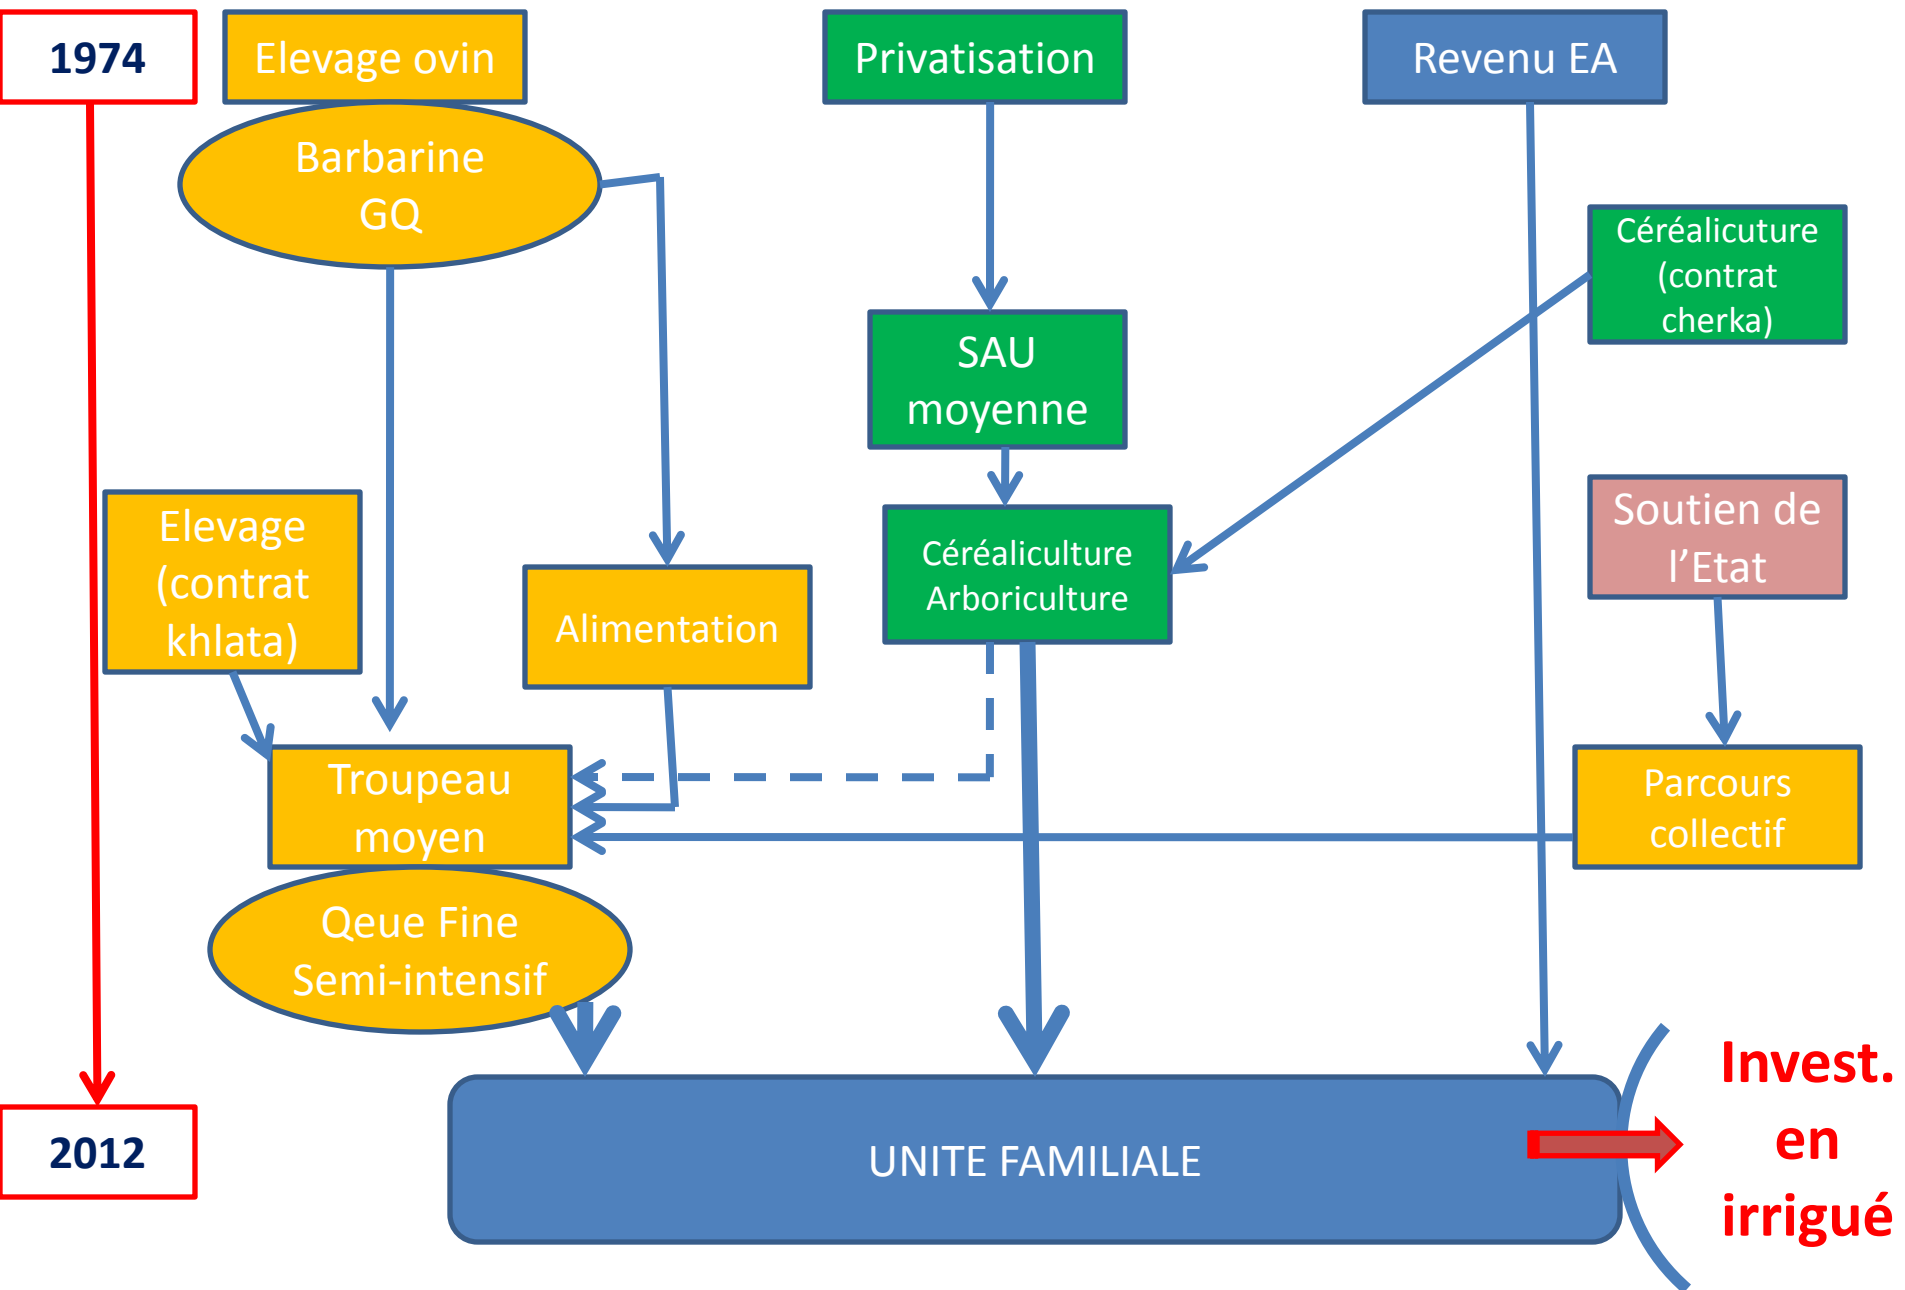 1974
Elevage ovin
Privatisation
Revenu EA
Barbarine
GQ
Céréalicuture
(contrat
cherka)
SAU
moyenne
Elevage
(contrat
khlata)
Soutien de
l’Etat
Céréaliculture
Arboriculture
Alimentation
Troupeau
moyen
Parcours
collectif
Qeue Fine
Semi-intensif
2012
UNITE FAMILIALE
Invest.
en
irrigué